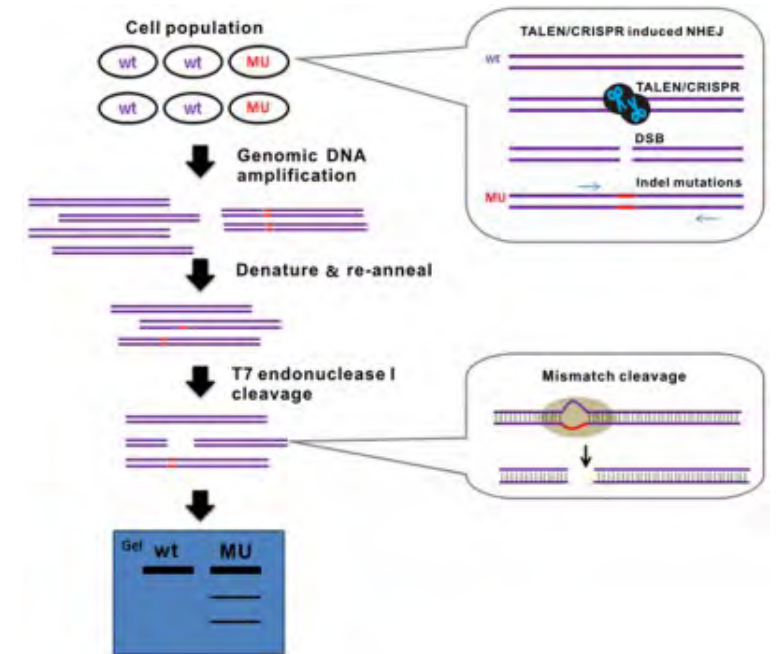 Cell population
wt wt MU
wt wt MU
Genomic DNA
amplification
Denature & re-anneal
T7 endonuclease I
cleavage
Gel wt MU
TALEN/CRISPR induced NHEJ
wt
TALEN/CRISPR
DSB
Indel mutations
MU
Mismatch cleavage